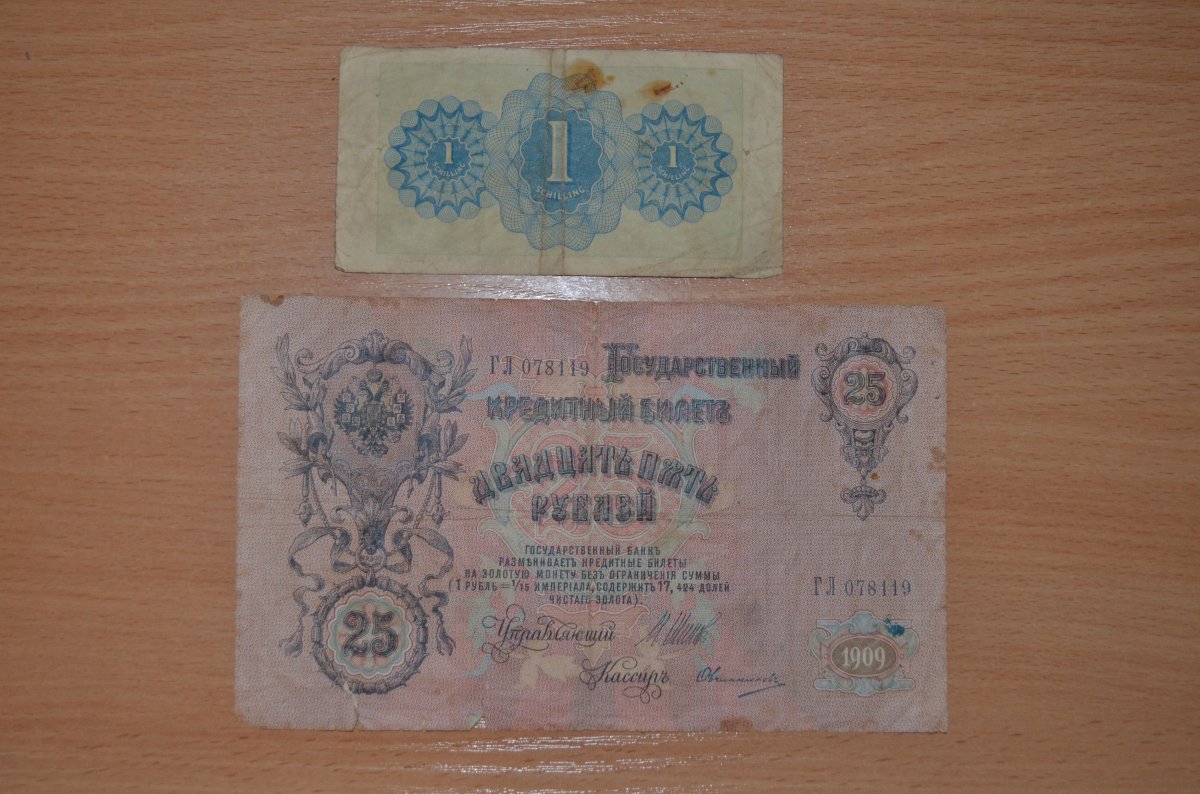 1
SCHILLING
1
SCHILLING
1
SCHILLING
ГЛ 078119
ГОСУДАРСТВЕННЫЙ
КРЕДИТНЫЙ БИЛЕТЪ
25
ДВАДЦАТЬ ПЯТЬ
РУБЛЕЙ
ГОСУДАРСТВЕННЫЙ БАНКЪ
РАЗМѢНИВАЕТЪ КРЕДИТНЫЕ БИЛЕТЫ
НА ЗОЛОТУЮ МОНЕТУ БЕЗЪ ОГРАНИЧЕНІЯ СУММЫ
(1 РУБЛЬ = 1/15 ИМПЕРІАЛА, СОДЕРЖИТЪ 17,424 ДОЛЕЙ
ЧИСТАГО ЗОЛОТА).
ГЛ 078119
Управляющій
25
Кассиръ
Овчинниковъ
1909